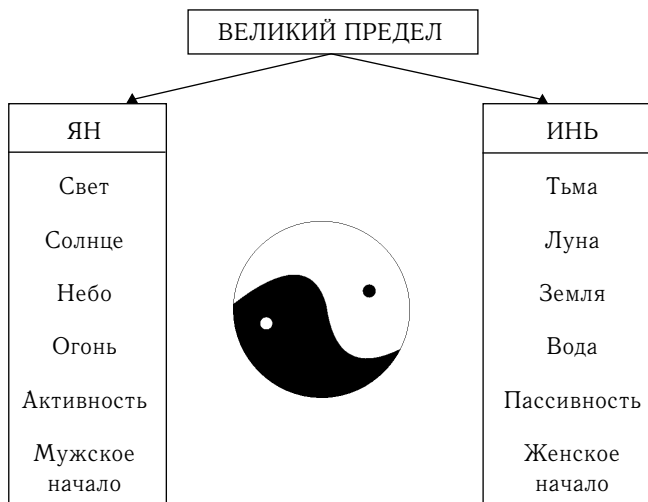 ВЕЛИКИЙ ПРЕДЕЛ
ЯН
Свет
Солнце
Небо
Огонь
Активность
Мужское
начало
ИНЬ
Тьма
Луна
Земля
Вода
Пассивность
Женское
начало